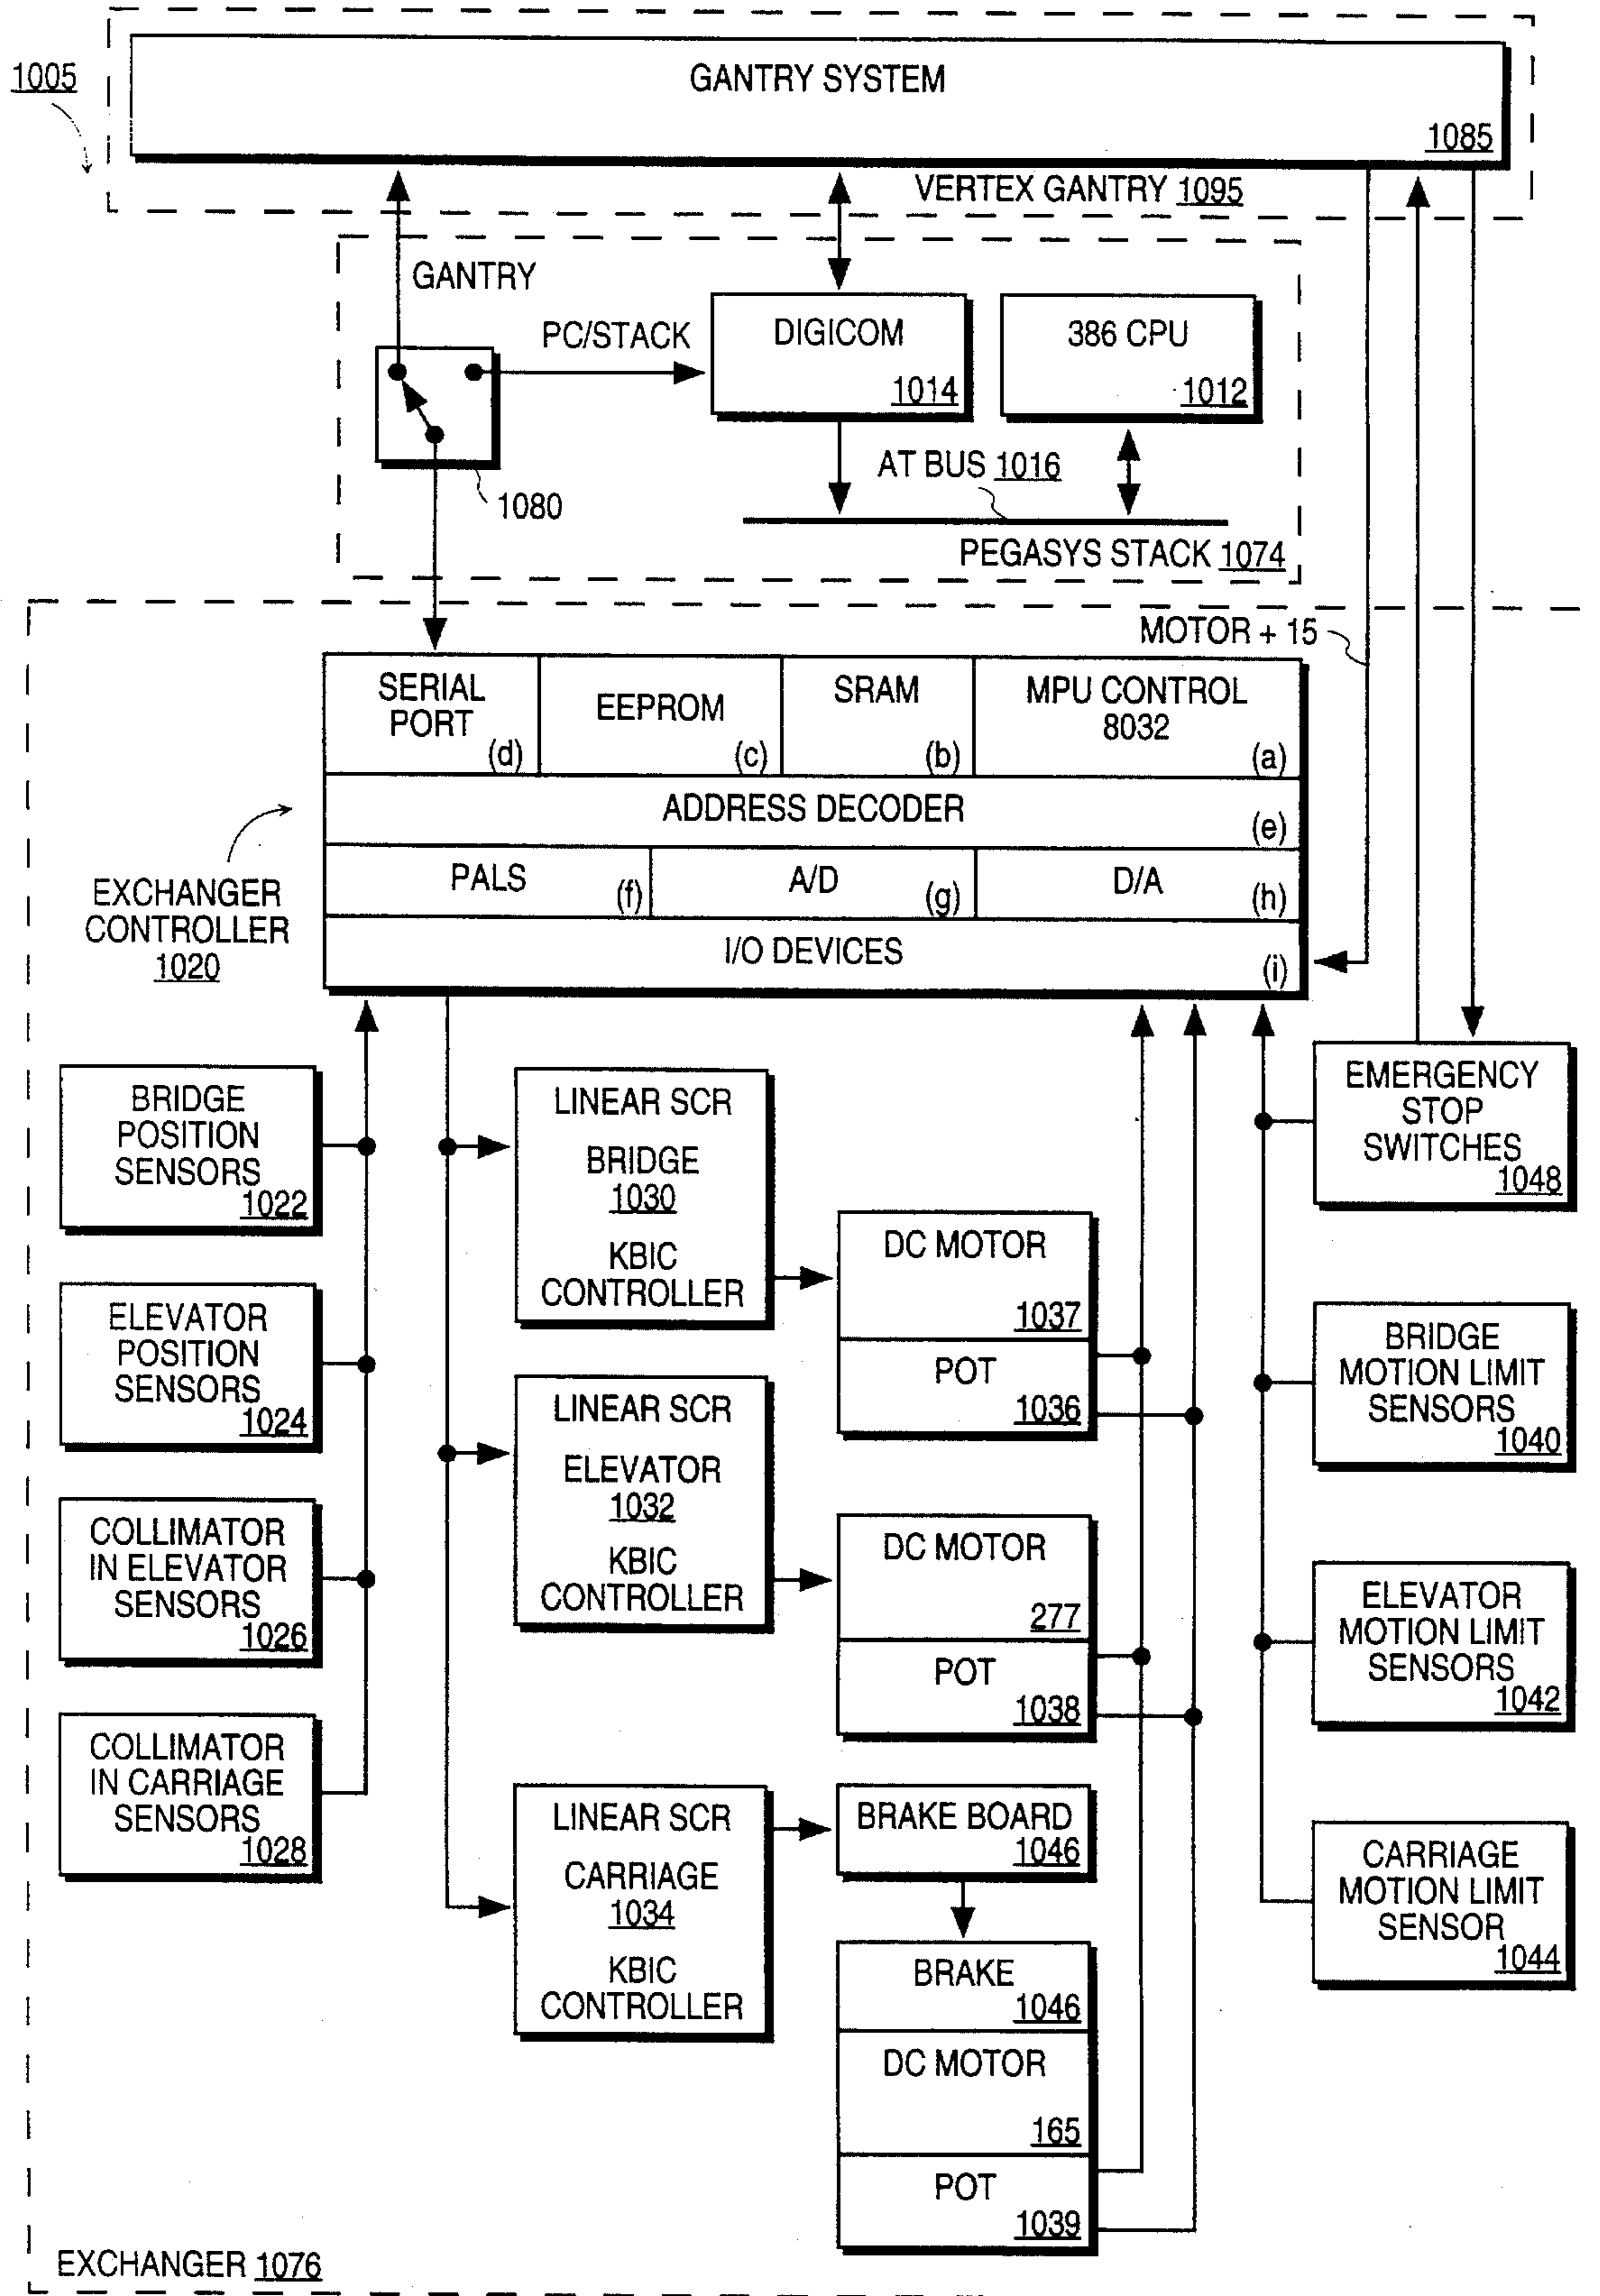 1005
GANTRY SYSTEM
1085
VERTEX GANTRY 1095
GANTRY
PC/STACK
DIGICOM
1014
386 CPU
1012
1080
AT BUS 1016
PEGASYS STACK 1074
MOTOR + 15
SERIAL
PORT
(d)
EEPROM
(c)
SRAM
(b)
MPU CONTROL
8032
(a)
ADDRESS DECODER
(e)
PALS
(f)
A/D
(g)
D/A
(h)
I/O DEVICES
(i)
EXCHANGER
CONTROLLER
1020
BRIDGE
POSITION
SENSORS
1022
ELEVATOR
POSITION
SENSORS
1024
COLLIMATOR
IN ELEVATOR
SENSORS
1026
COLLIMATOR
IN CARRIAGE
SENSORS
1028
LINEAR SCR
BRIDGE
1030
KBIC
CONTROLLER
LINEAR SCR
ELEVATOR
1032
KBIC
CONTROLLER
LINEAR SCR
CARRIAGE
1034
KBIC
CONTROLLER
DC MOTOR
1037
POT
1036
DC MOTOR
277
POT
1038
BRAKE BOARD
1046
BRAKE
1046
DC MOTOR
165
POT
1039
EMERGENCY
STOP
SWITCHES
1048
BRIDGE
MOTION LIMIT
SENSORS
1040
ELEVATOR
MOTION LIMIT
SENSORS
1042
CARRIAGE
MOTION LIMIT
SENSOR
1044
EXCHANGER 1076